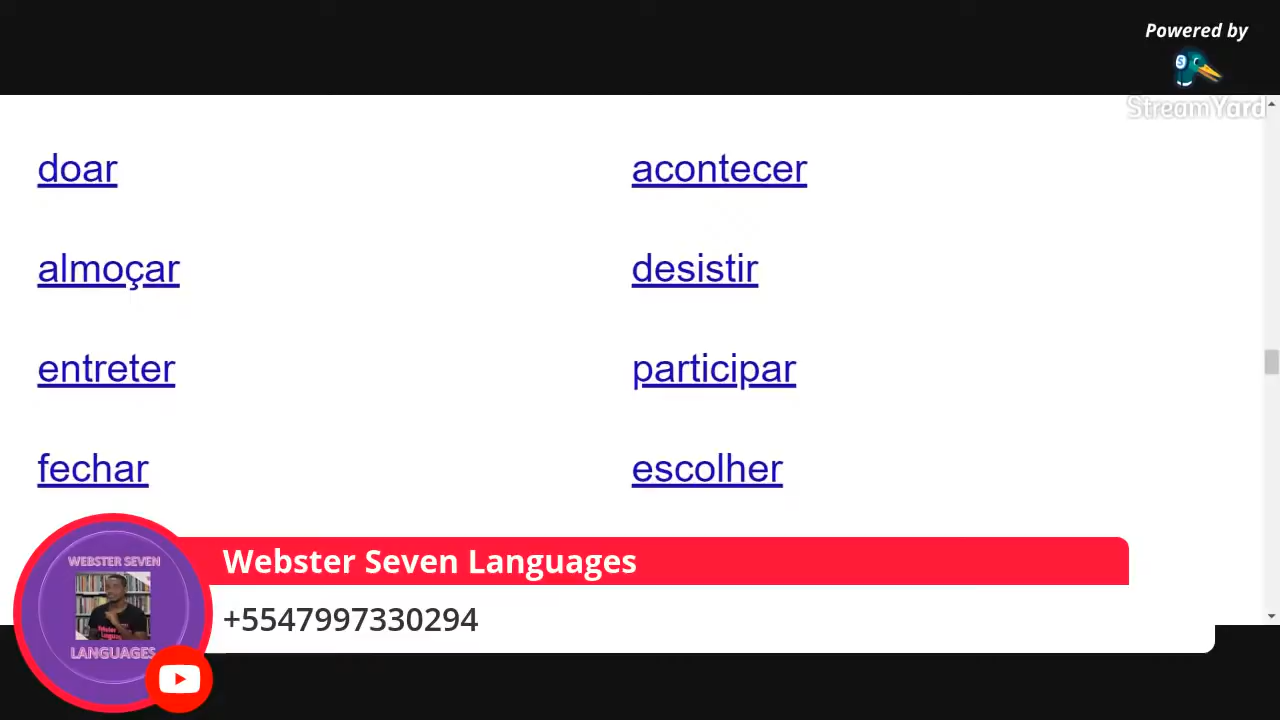 Powered by
StreamYard
doar
acontecer
almoçar
desistir
entreter
participar
fechar
escolher
Webster Seven Languages
+5547997330294
WEBSTER SEVEN
LANGUAGES